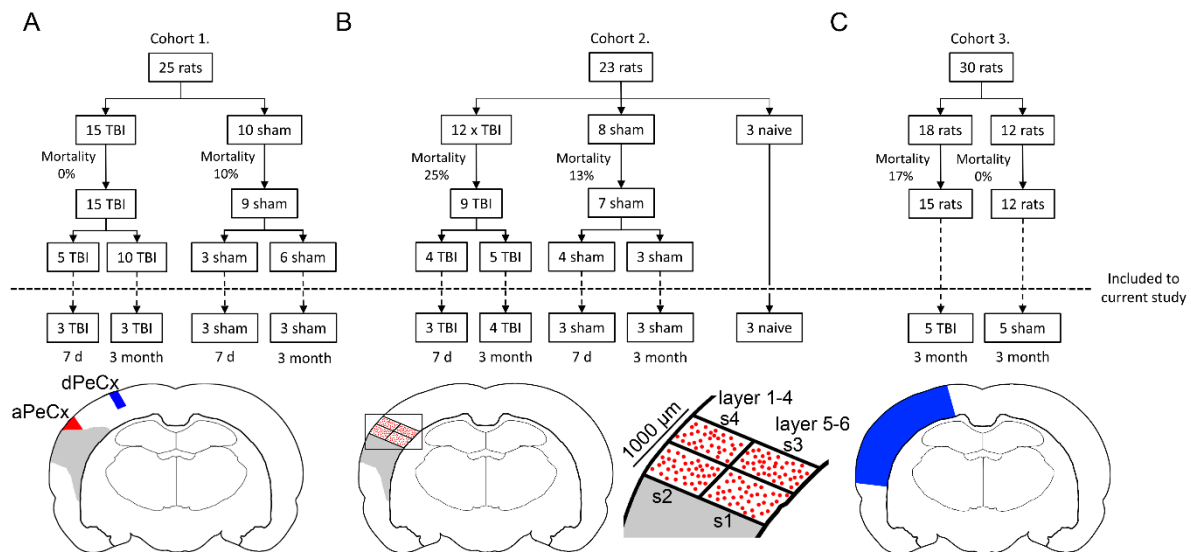 A
B
C
Cohort 1.
Cohort 2.
Cohort 3.
25 rats
23 rats
30 rats
15 TBI
10 sham
12 x TBI
8 sham
3 naive
18 rats
12 rats
Mortality
0%
Mortality
10%
Mortality
25%
Mortality
13%
Mortality
17%
Mortality
0%
15 TBI
9 sham
9 TBI
7 sham
15 rats
12 rats
5 TBI
10 TBI
3 sham
6 sham
4 TBI
5 TBI
4 sham
3 sham
Included to
current study
3 TBI
3 TBI
3 sham
3 sham
3 TBI
4 TBI
3 sham
3 sham
3 naive
5 TBI
5 sham
7 d
3 month
7 d
3 month
7 d
3 month
7 d
3 month
3 month
3 month
dPeCx
aPeCx
layer 1-4
s4
layer 5-6
s3
1000 µm
s2
s1